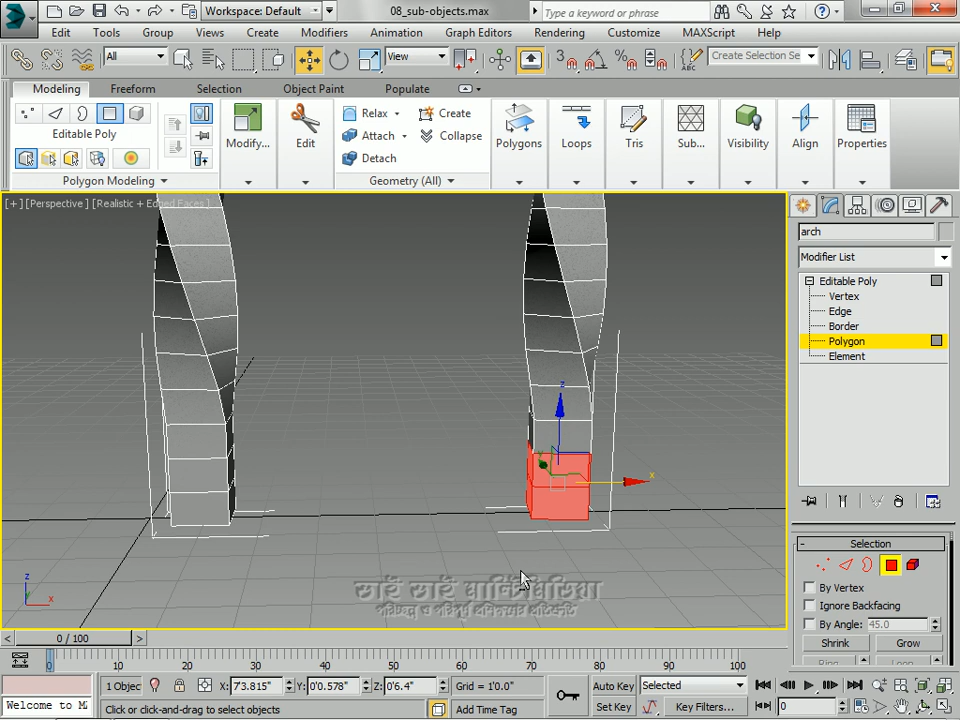 Workspace: Default
08_sub-objects.max
Type a keyword or phrase
Edit Tools Group Views Create Modifiers Animation Graph Editors Rendering Customize MAXScript Help
All
View
Create Selection Se
Modeling Freeform Selection Object Paint Populate
Editable Poly
Polygon Modeling
Modify...
Edit
Relax
Create
Attach
Collapse
Detach
Geometry (All)
Polygons
Loops
Tris
Sub...
Visibility
Align
Properties
[+] [Perspective] [Realistic + Edged Faces]
z
x
z
y
x
ভাই ভাই মাল্টিমিডিয়া
arch
Modifier List
Editable Poly
Vertex
Edge
Border
Polygon
Element
Selection
By Vertex
Ignore Backfacing
By Angle: 45.0
Shrink Grow
Ring Loop
0 / 100
0 10 20 30 40 50 60 70 80 90 100
1 Objec
X: 7'3.815"
Y: 0'0.578"
Z: 0'6.4"
Grid = 1'0.0"
Auto Key
Selected
Welcome to M
Click or click-and-drag to select objects
Add Time Tag
Set Key
Key Filters...
0